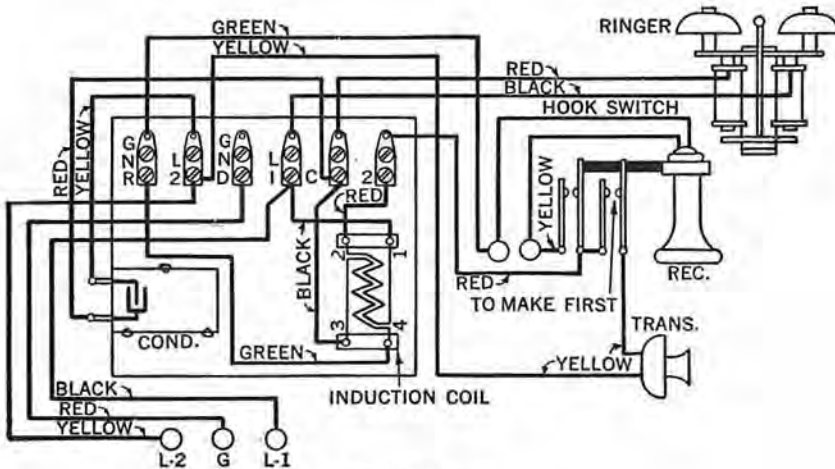 GREEN
YELLOW
RINGER
RED
BLACK
HOOK SWITCH
RED
YELLOW
G
N
R
L
2
G
N
D
L
1
C
2
RED
YELLOW
BLACK
2
1
3
4
COND.
GREEN
INDUCTION COIL
RED
TO MAKE FIRST
REC.
TRANS.
YELLOW
BLACK
RED
YELLOW
L-2 G L-1